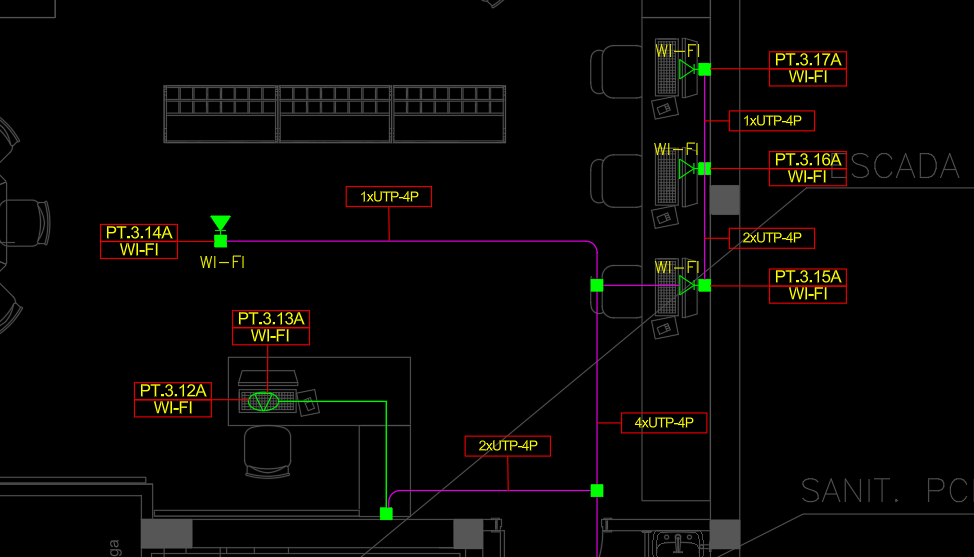 WI-FI
PT.3.17A
WI-FI
1xUTP-4P
WI-FI
PT.3.16A
WI-FI
ESCADA
1xUTP-4P
PT.3.14A
WI-FI
WI-FI
2xUTP-4P
WI-FI
PT.3.15A
WI-FI
PT.3.13A
WI-FI
PT.3.12A
WI-FI
4xUTP-4P
2xUTP-4P
SANIT. PC
ga